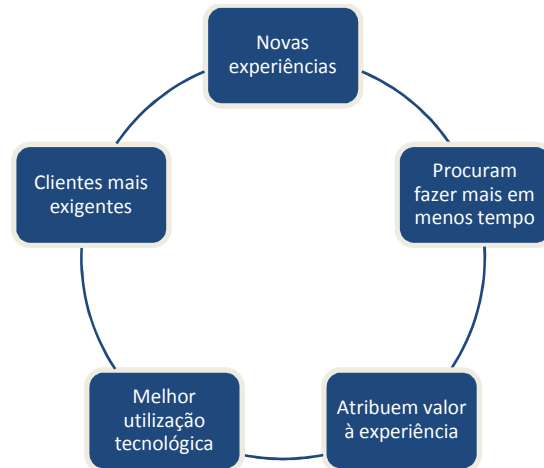 Novas
experiências
Procuram
fazer mais em
menos tempo
Atribuem valor
à experiência
Melhor
utilização
tecnológica
Clientes mais
exigentes